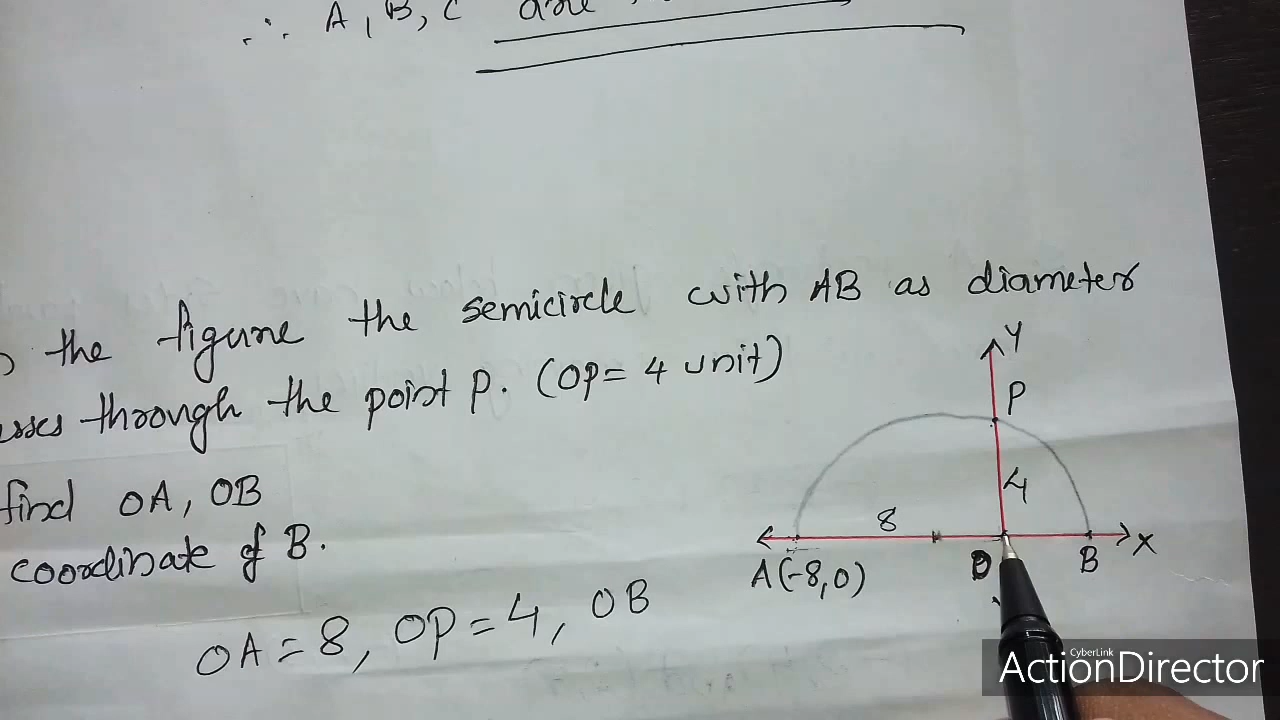 ∴ A, B, C are
the figure the semicircle with AB as diameter
through the point P. (OP= 4 unit)
find OA, OB
coordinate of B.
OA = 8, OP = 4, OB
Y
P
4
8
X
A(-8,0)
O
B
CyberLink
ActionDirector